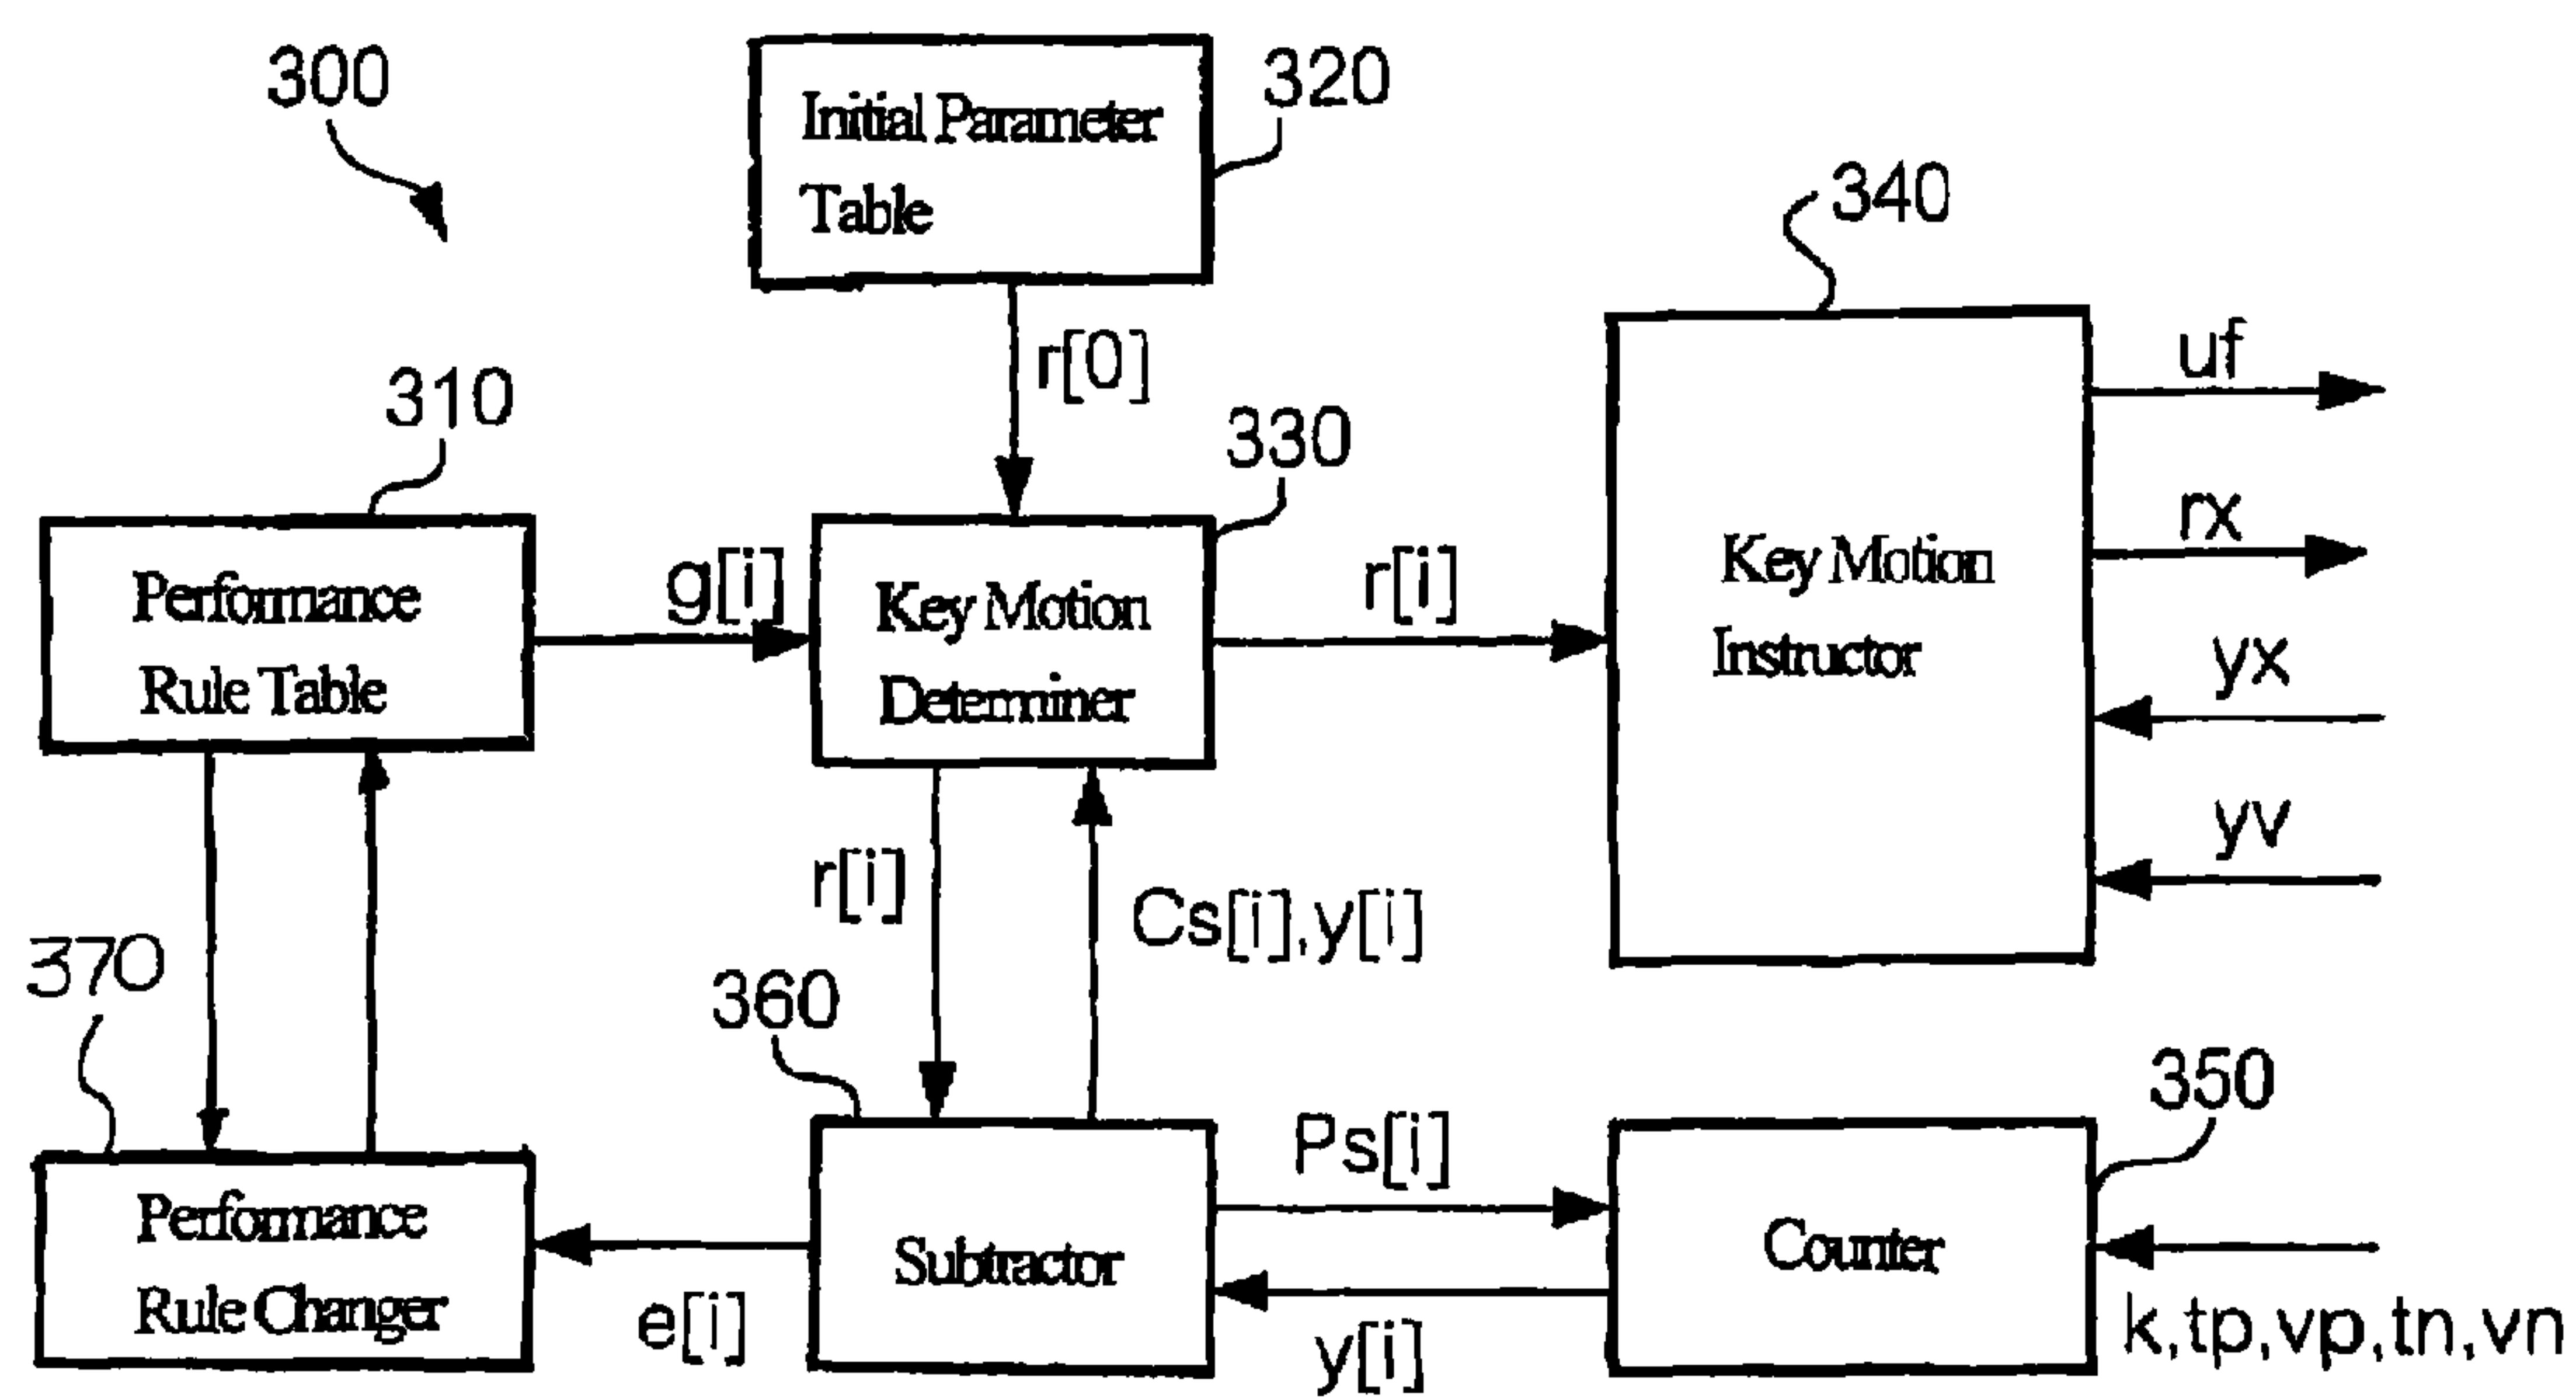 300
320
Initial Parameter
Table
340
r[0]
uf
310
330
rx
g[i]
r[i]
Performance
Rule Table
Key Motion
Determiner
Key Motion
Instructor
yx
yv
r[i]
Cs[i],y[i]
370
360
350
Ps[i]
Performance
Rule Changer
Subtractor
Counter
e[i]
y[i]
k,tp,vp,tn,vn